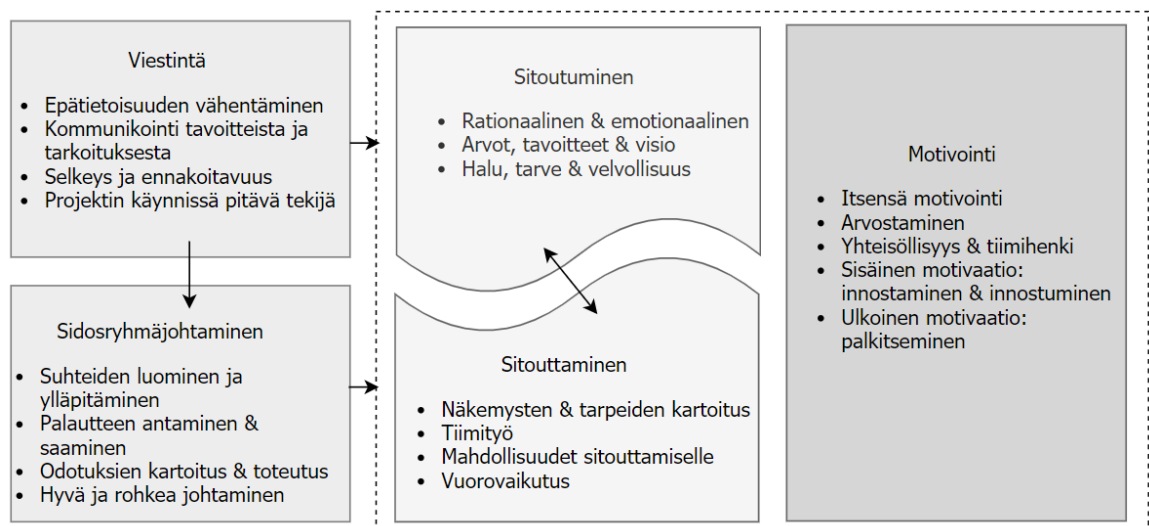 Viestintä
• Epätietoisuuden vähentäminen
• Kommunikointi tavoitteista ja
tarkoituksesta
• Selkeys ja ennakoitavuus
• Projektin käynnissä pitävä tekijä
Sidosryhmäjohtaminen
• Suhteiden luominen ja
ylläpitäminen
• Palautteen antaminen &
saaminen
• Odotuksien kartoitus & toteutus
• Hyvä ja rohkea johtaminen
Sitoutuminen
• Rationaalinen & emotionaalinen
• Arvot, tavoitteet & visio
• Halu, tarve & velvollisuus
Sitouttaminen
• Näkemysten & tarpeiden kartoitus
• Tiimityö
• Mahdollisuudet sitouttamiselle
• Vuorovaikutus
Motivointi
• Itsensä motivointi
• Arvostaminen
• Yhteisöllisyys & tiimihenki
• Sisäinen motivaatio:
innostaminen & innostuminen
• Ulkoinen motivaatio:
palkitseminen